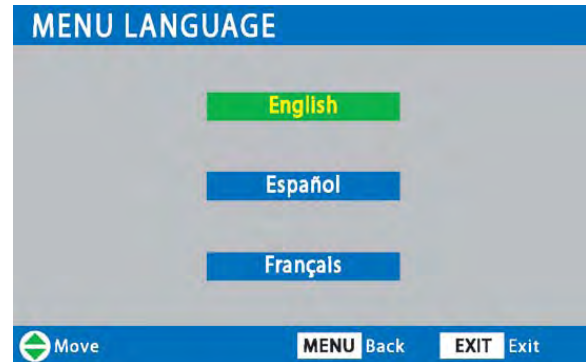 MENU LANGUAGE
English
Español
Français
Move MENU Back EXIT Exit